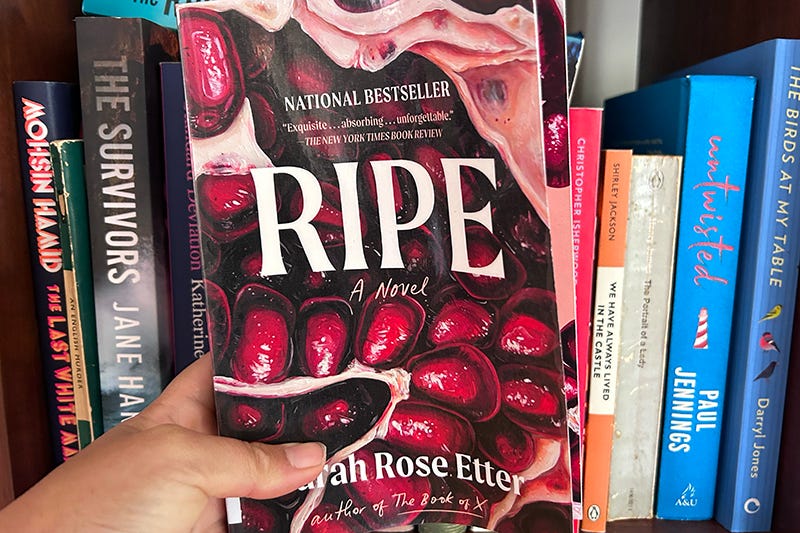 NATIONAL BESTSELLER
“Exquisite . . . absorbing . . . unforgettable.”
—THE NEW YORK TIMES BOOK REVIEW
RIPE
A Novel
arah Rose Etter
author of The Book of X
MOHSIN HAMID THE LAST WHITE
AN ENGLISH MURDER
THE SURVIVORS JANE HA
Deviation Katherine
CHRISTOPHER ISHERWOO
SHIRLEY JACKSON
WE HAVE ALWAYS LIVED
IN THE CASTLE
The Portrait of a Lady
untwisted
PAUL
JENNINGS
A&U
THE BIRDS AT MY TABLE
Darryl Jones